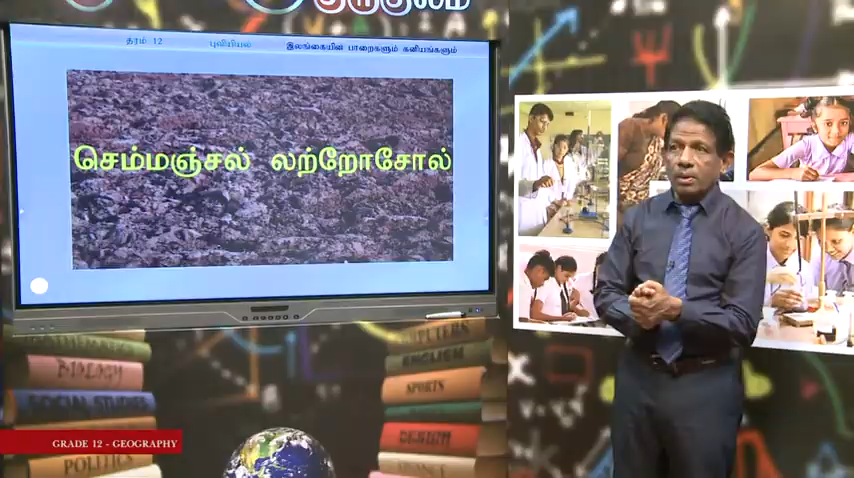 தரம் 12 புவியியல் இலங்கையின் பாறைகளும் கனியங்களும்
செம்மஞ்சல் லற்றோசோல்
BIOLOGY
SOCIAL STUDIES
POLITICS
ENGLISH
SPORTS
DESIGN
GRADE 12 - GEOGRAPHY